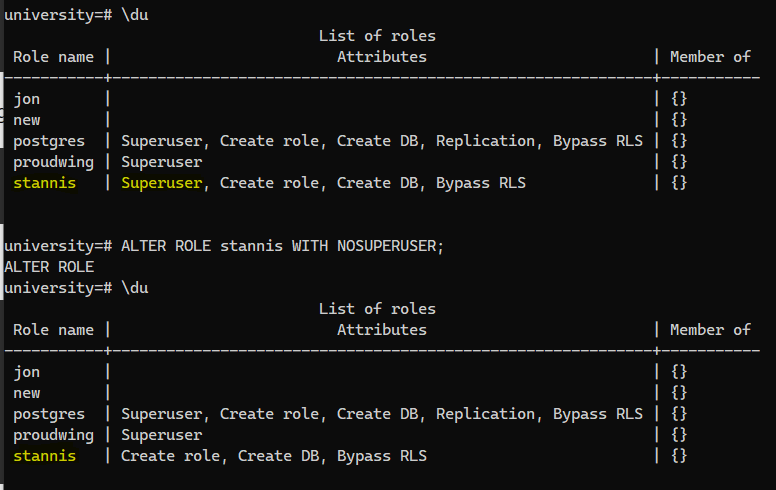 university=# \du
                                   List of roles
 Role name |                         Attributes                         | Member of
-----------+------------------------------------------------------------+-----------
 jon       |                                                            | {}
 new       |                                                            | {}
 postgres  | Superuser, Create role, Create DB, Replication, Bypass RLS | {}
 proudwing | Superuser                                                  | {}
 stannis   | Superuser, Create role, Create DB, Bypass RLS              | {}
university=# ALTER ROLE stannis WITH NOSUPERUSER;
ALTER ROLE
university=# \du
                                   List of roles
 Role name |                         Attributes                         | Member of
-----------+------------------------------------------------------------+-----------
 jon       |                                                            | {}
 new       |                                                            | {}
 postgres  | Superuser, Create role, Create DB, Replication, Bypass RLS | {}
 proudwing | Superuser                                                  | {}
 stannis   | Create role, Create DB, Bypass RLS                         | {}